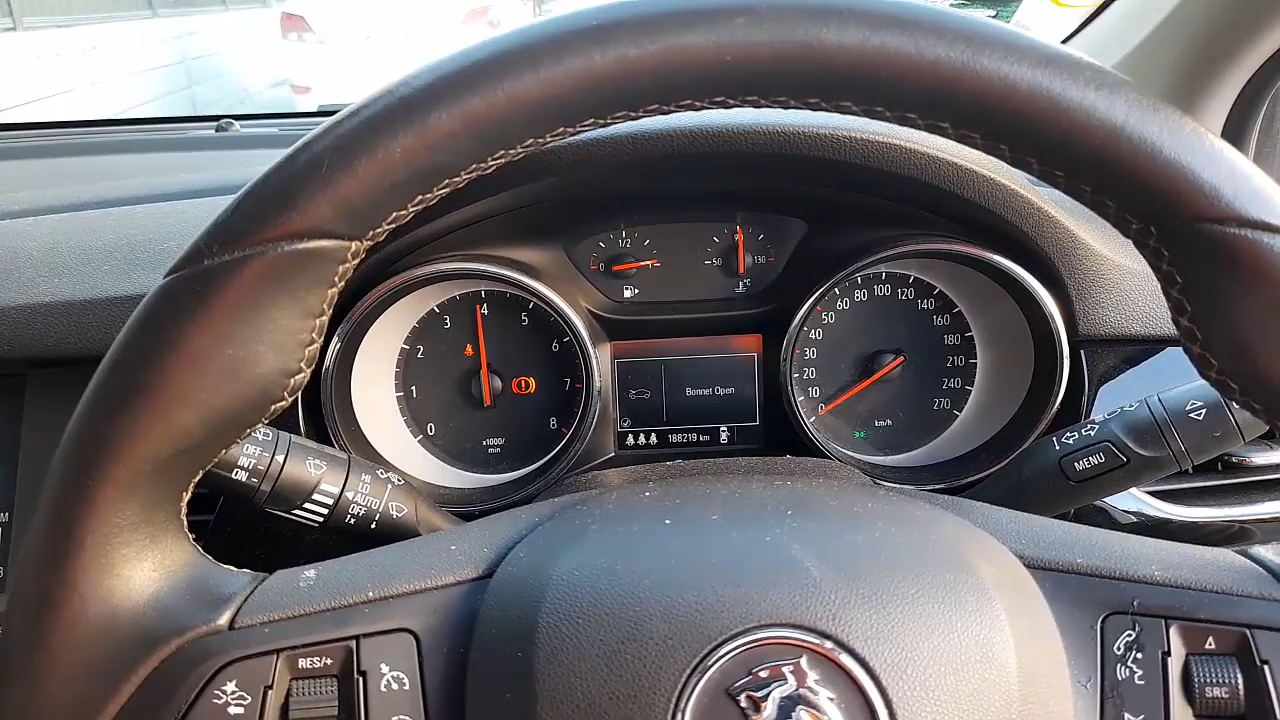 0 1/2 1
-50 90 130
°C
0 1 2 3 4 5 6 7 8
x1000/
min
Bonnet Open
188219 km
0 10 20 30 40 50 60 80 100 120 140 160 180 210 240 270
km/h
OFF
INT
ON
HI
LO
AUTO
OFF
1x
MENU
RES/+
SRC